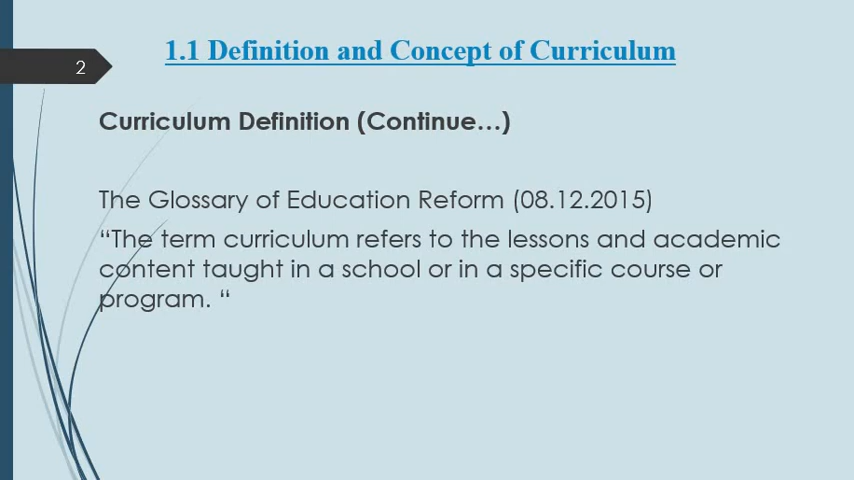 1.1 Definition and Concept of Curriculum
2
Curriculum Definition (Continue…)
The Glossary of Education Reform (08.12.2015)
“The term curriculum refers to the lessons and academic
content taught in a school or in a specific course or
program. “